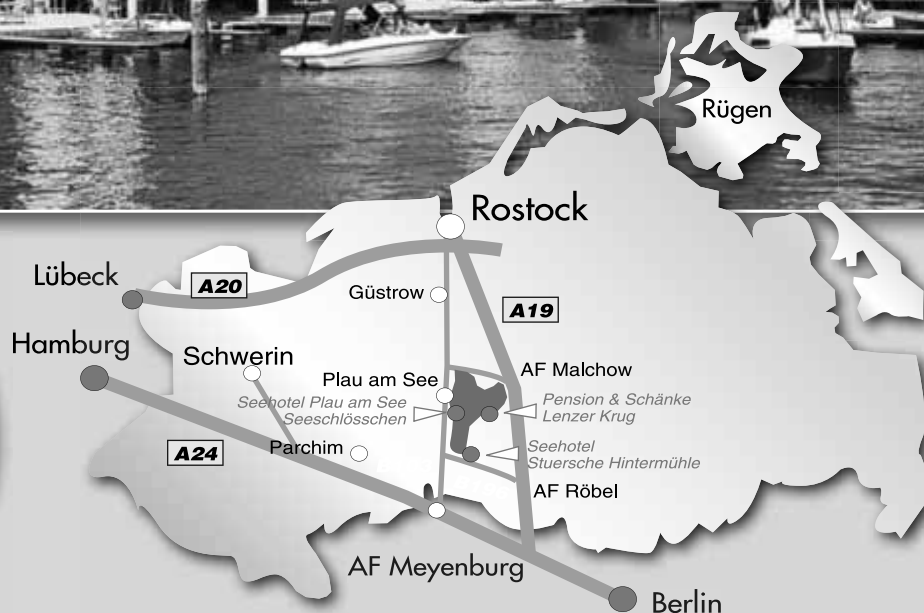 Rügen
Rostock
Lübeck
A20
Güstrow
A19
Hamburg
Schwerin
AF Malchow
Plau am See
Seehotel Plau am See
Seeschlösschen
Pension & Schänke
Lenzer Krug
A24
Parchim
Seehotel
Stuersche Hintermühle
AF Röbel
AF Meyenburg
Berlin